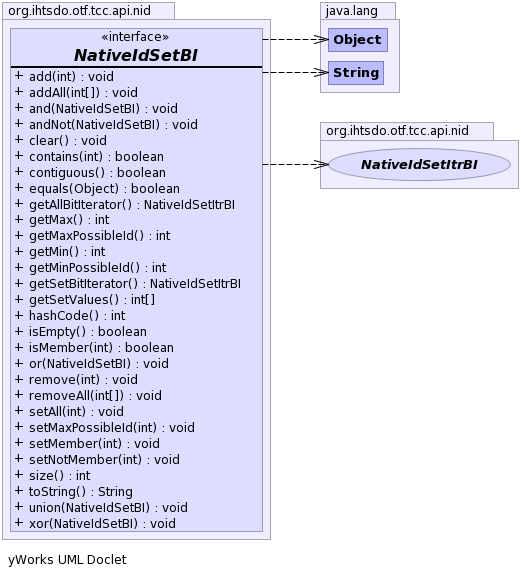 org.ihtsdo.otf.tcc.api.nid
«interface»
NativeIdSetBI
+ add(int) : void
+ addAll(int[]) : void
+ and(NativeIdSetBI) : void
+ andNot(NativeIdSetBI) : void
+ clear() : void
+ contains(int) : boolean
+ contiguous() : boolean
+ equals(Object) : boolean
+ getAllBitIterator() : NativeIdSetItrBI
+ getMax() : int
+ getMaxPossibleId() : int
+ getMin() : int
+ getMinPossibleId() : int
+ getSetBitIterator() : NativeIdSetItrBI
+ getSetValues() : int[]
+ hashCode() : int
+ isEmpty() : boolean
+ isMember(int) : boolean
+ or(NativeIdSetBI) : void
+ remove(int) : void
+ removeAll(int[]) : void
+ setAll(int) : void
+ setMaxPossibleId(int) : void
+ setMember(int) : void
+ setNotMember(int) : void
+ size() : int
+ toString() : String
+ union(NativeIdSetBI) : void
+ xor(NativeIdSetBI) : void
java.lang
Object
String
org.ihtsdo.otf.tcc.api.nid
NativeIdSetItrBI
yWorks UML Doclet